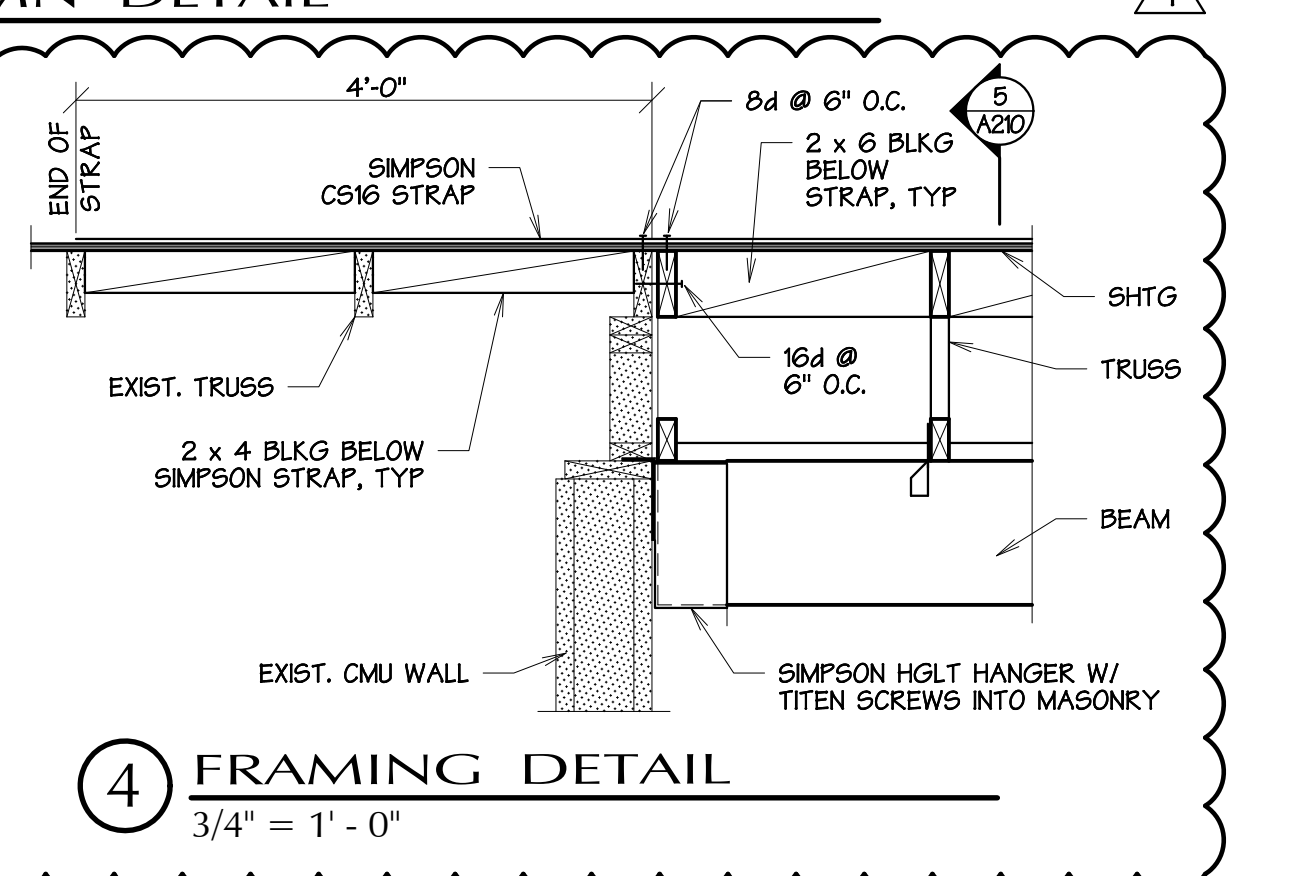 DETAIL
4'-0"
END OF
STRAP
SIMPSON
CS16 STRAP
8d @ 6" O.C.
5
A210
2 x 6 BLKG
BELOW
STRAP, TYP
SHTG
16d @
6" O.C.
TRUSS
EXIST. TRUSS
2 x 4 BLKG BELOW
SIMPSON STRAP, TYP
BEAM
EXIST. CMU WALL
SIMPSON HGLT HANGER W/
TITEN SCREWS INTO MASONRY
4
FRAMING DETAIL
3/4" = 1' - 0"